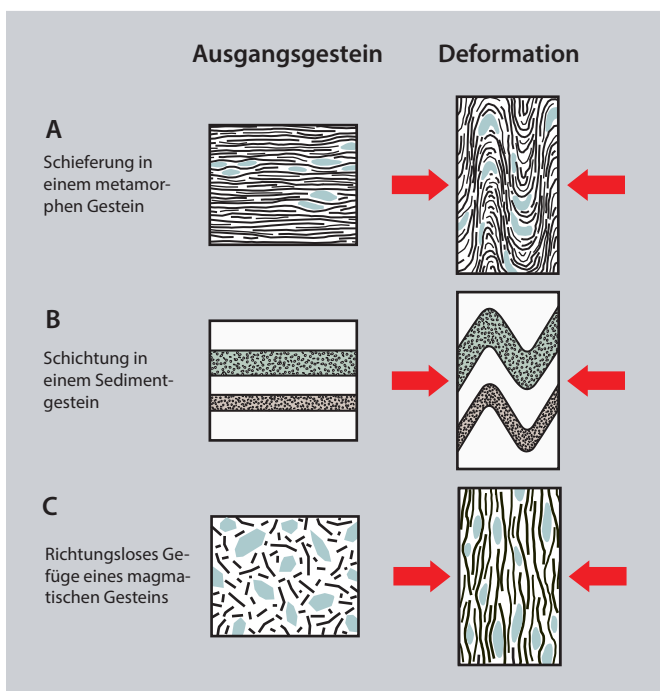 Ausgangsgestein
Deformation
A
Schieferung in
einem metamor-
phen Gestein
B
Schichtung in
einem Sediment-
gestein
C
Richtungsloses Ge-
füge eines magma-
tischen Gesteins